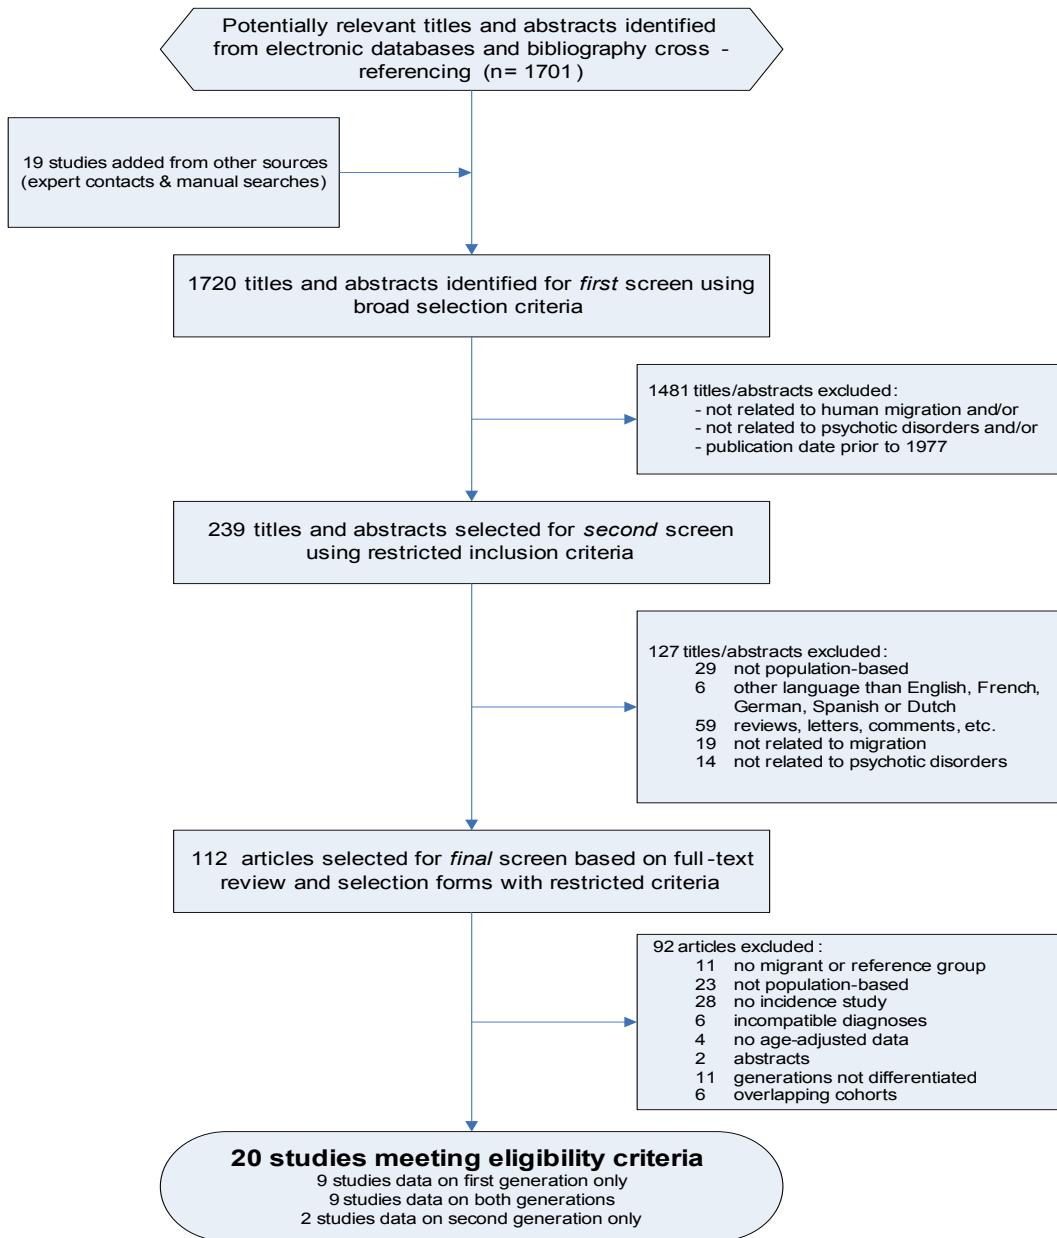 Potentially relevant titles and abstracts identified
from electronic databases and bibliography cross -
referencing (n= 1701)
19 studies added from other sources
(expert contacts & manual searches)
1720 titles and abstracts identified for first screen using
broad selection criteria
1481 titles/abstracts excluded:
- not related to human migration and/or
- not related to psychotic disorders and/or
- publication date prior to 1977
239 titles and abstracts selected for second screen
using restricted inclusion criteria
127 titles/abstracts excluded:
29 not population-based
6 other language than English, French,
German, Spanish or Dutch
59 reviews, letters, comments, etc.
19 not related to migration
14 not related to psychotic disorders
112 articles selected for final screen based on full-text
review and selection forms with restricted criteria
92 articles excluded:
11 no migrant or reference group
23 not population-based
28 no incidence study
6 incompatible diagnoses
4 no age-adjusted data
2 abstracts
11 generations not differentiated
6 overlapping cohorts
20 studies meeting eligibility criteria
9 studies data on first generation only
9 studies data on both generations
2 studies data on second generation only